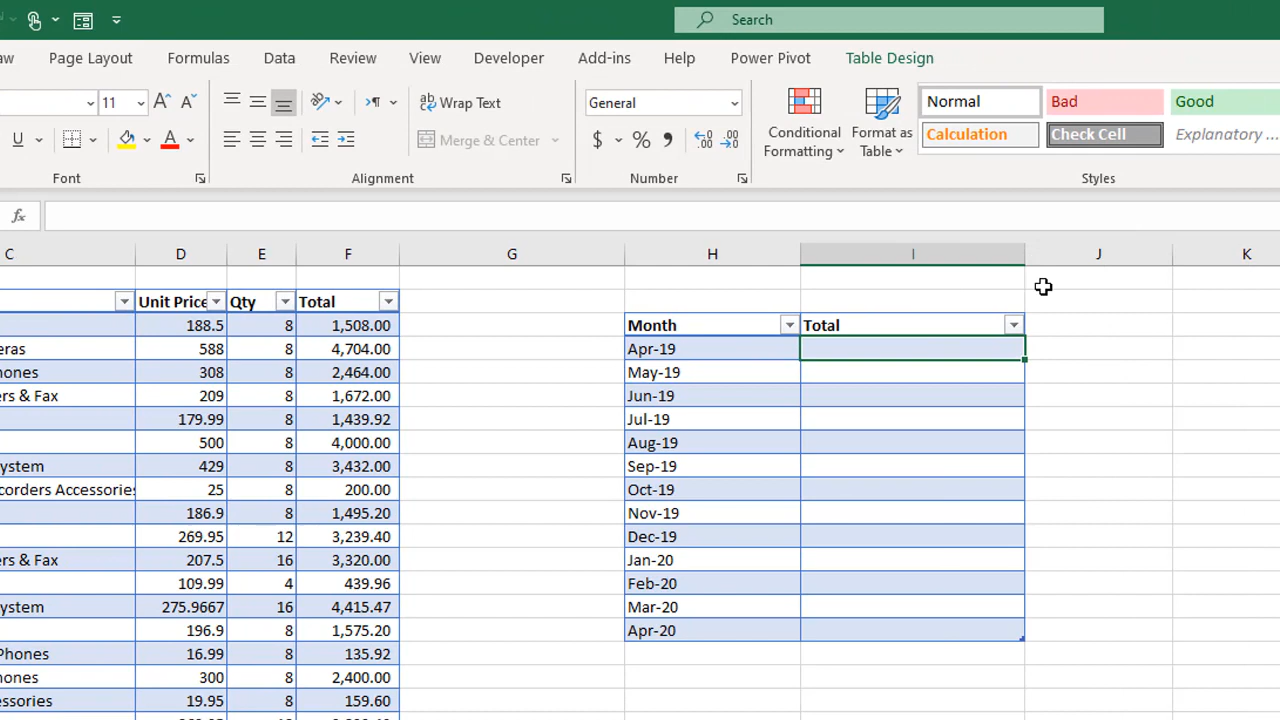 Search
aw Page Layout Formulas Data Review View Developer Add-ins Help Power Pivot Table Design
11 Wrap Text General Conditional Formatting Format as Table Normal Bad Good
U Merge & Center $ % , Calculation Check Cell Explanatory ...
Font Alignment Number Styles
fx
C D E F G H I J K
Unit Price Qty Total
188.5 8 1,508.00 Month Total
eras 588 8 4,704.00 Apr-19
hones 308 8 2,464.00 May-19
rs & Fax 209 8 1,672.00 Jun-19
179.99 8 1,439.92 Jul-19
500 8 4,000.00 Aug-19
ystem 429 8 3,432.00 Sep-19
corders Accessories 25 8 200.00 Oct-19
186.9 8 1,495.20 Nov-19
269.95 12 3,239.40 Dec-19
ers & Fax 207.5 16 3,320.00 Jan-20
109.99 4 439.96 Feb-20
ystem 275.9667 16 4,415.47 Mar-20
196.9 8 1,575.20 Apr-20
Phones 16.99 8 135.92
hones 300 8 2,400.00
essories 19.95 8 159.60